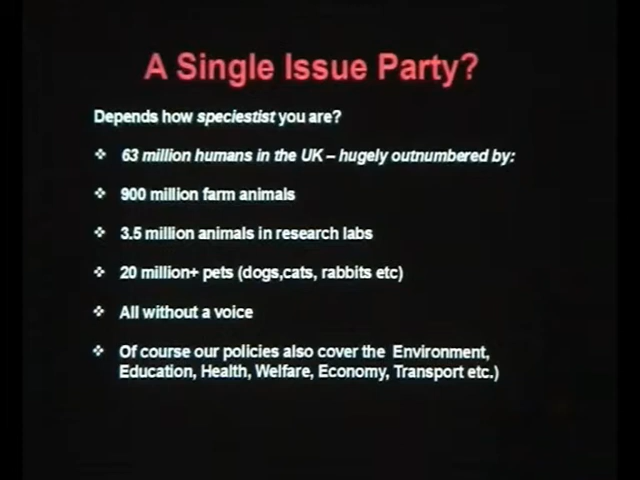 A Single Issue Party?
Depends how speciestist you are?
❖ 63 million humans in the UK – hugely outnumbered by:
❖ 900 million farm animals
❖ 3.5 million animals in research labs
❖ 20 million+ pets (dogs,cats, rabbits etc)
❖ All without a voice
❖ Of course our policies also cover the Environment,
Education, Health, Welfare, Economy, Transport etc.)